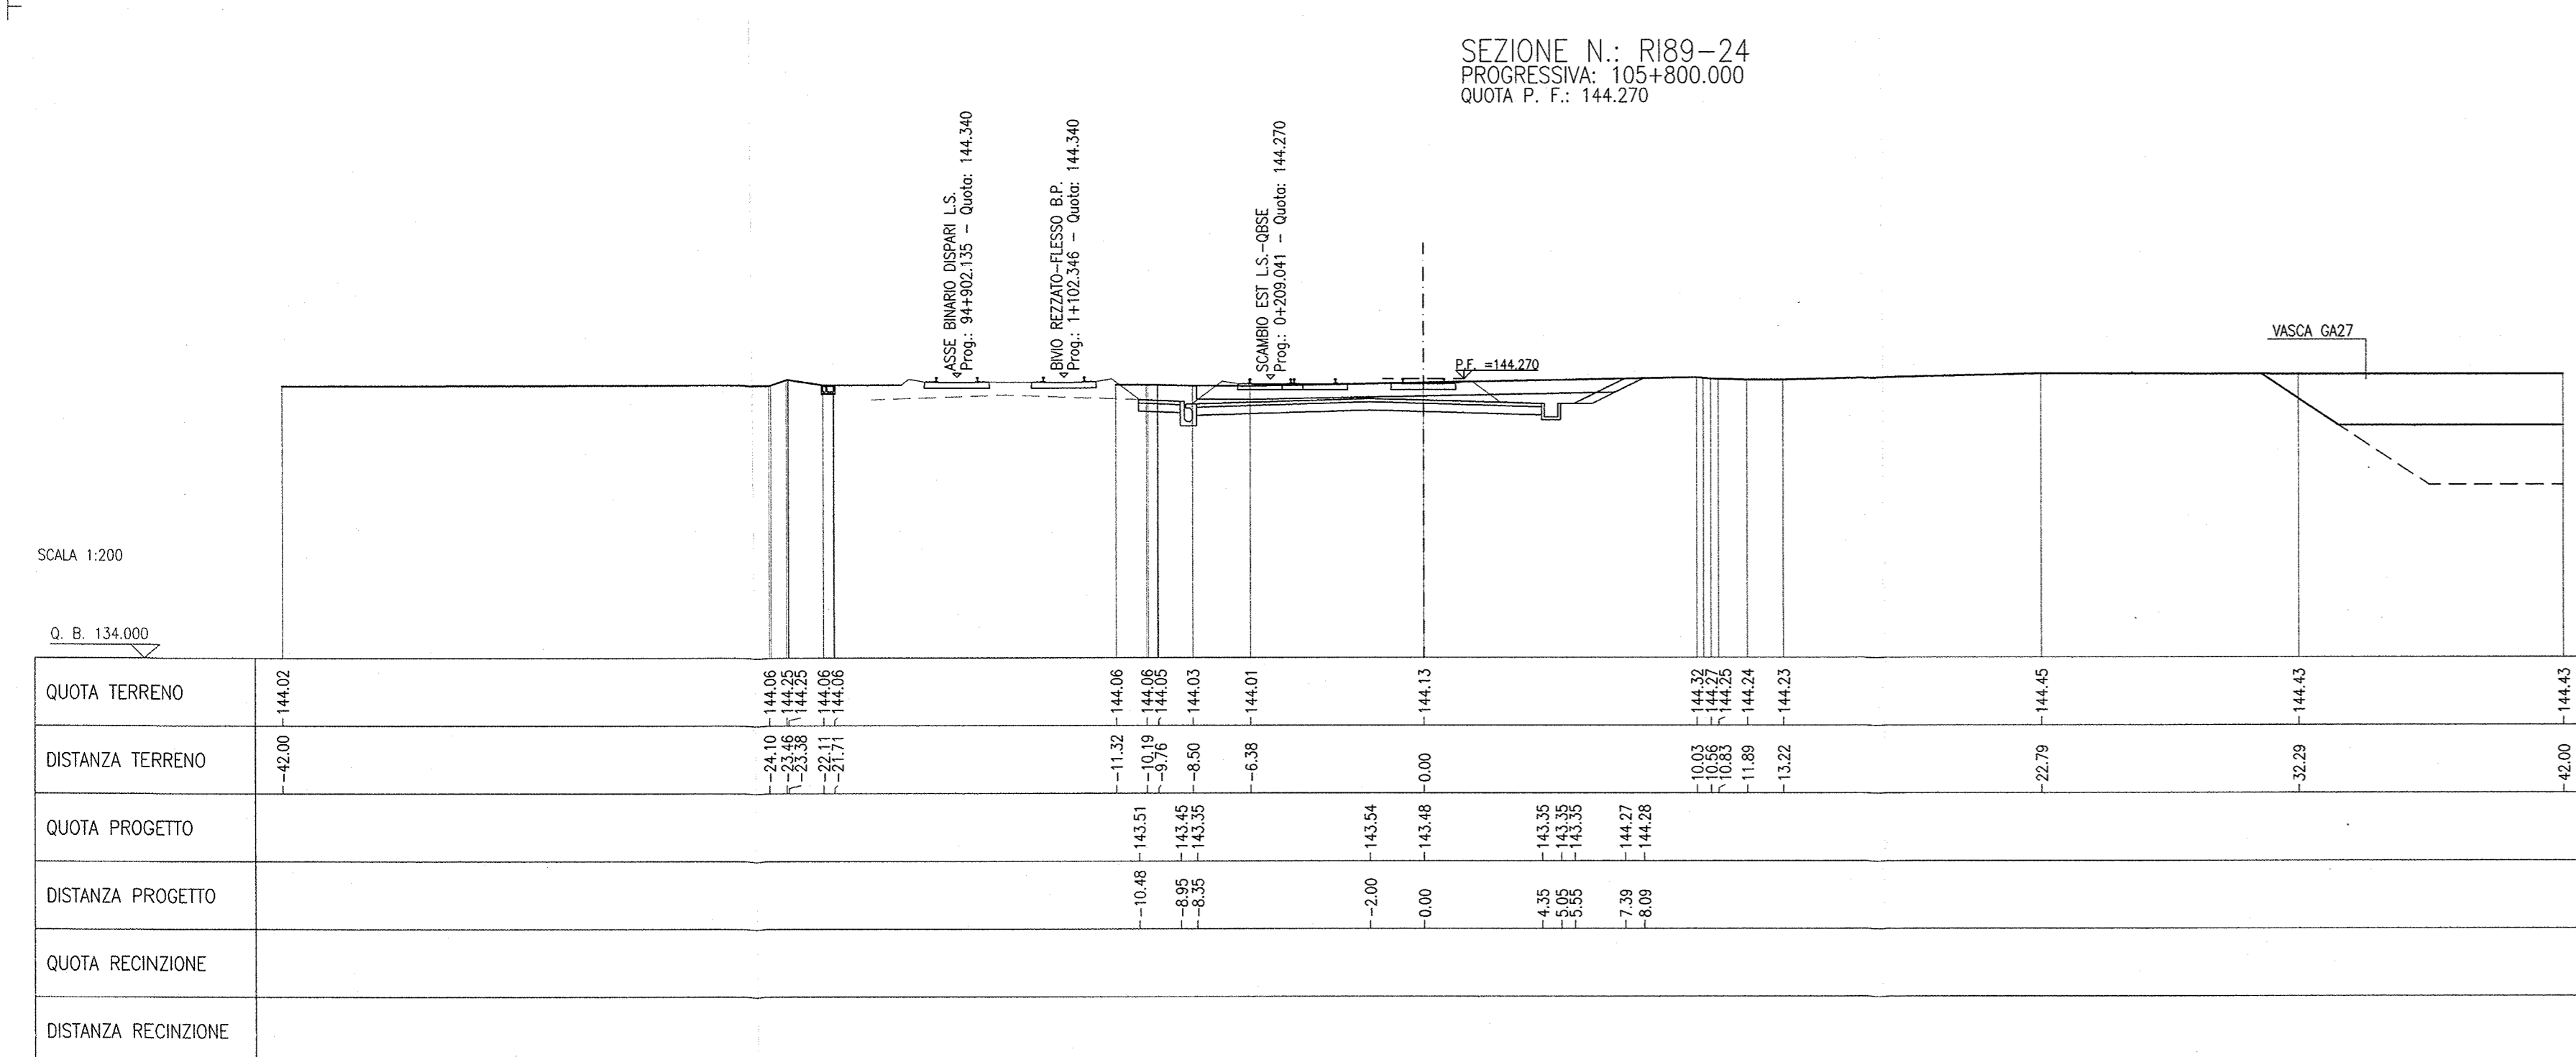 SEZIONE N.: RI89-24
PROGRESSIVA: 105+800.000
QUOTA P. F.: 144.270
ASSE BINARIO DISPARI L.S.
Prog.: 94+902.135 - Quota: 144.340
BIVIO REZZATO-FLESSO B.P.
Prog.: 1+102.346 - Quota: 144.340
SCAMBIO EST L.S.-QBSE
Prog.: 0+209.041 - Quota: 144.270
P.F. =144.270
VASCA GA27
SCALA 1:200
Q. B. 134.000
QUOTA TERRENO 144.02 144.06 144.25 144.25 144.06 144.06 144.06 144.06 144.05 144.03 144.01 144.13 144.32 144.27 144.25 144.24 144.23 144.45 144.43 144.43
DISTANZA TERRENO -42.00 -24.10 -23.46 -23.38 -22.11 -21.71 -11.32 -10.19 -9.76 -8.50 -6.38 0.00 10.03 10.56 10.83 11.89 13.22 22.79 32.29 42.00
QUOTA PROGETTO 143.51 143.45 143.35 143.54 143.48 143.35 143.35 143.35 144.27 144.28
DISTANZA PROGETTO -10.48 -8.95 -8.35 -2.00 0.00 4.35 5.05 5.55 7.39 8.09
QUOTA RECINZIONE
DISTANZA RECINZIONE